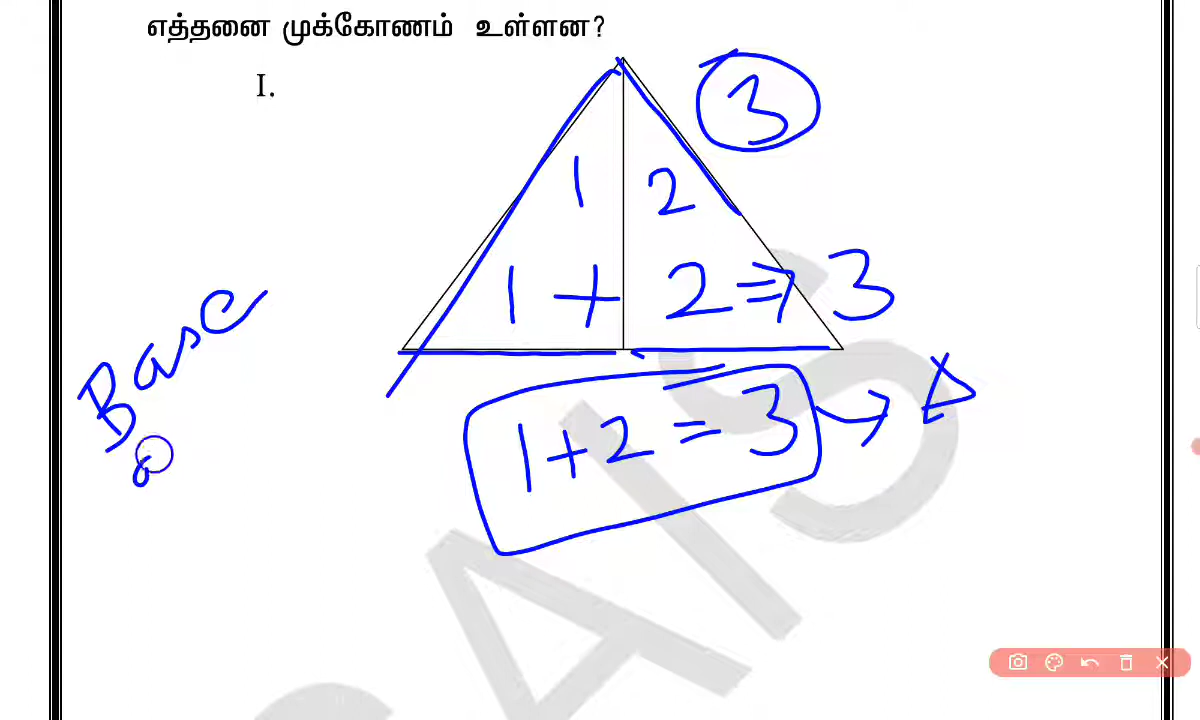 எத்தனை முக்கோணம் உள்ளன?
I.
3
1 2
1 + 2 ⇒ 3
Base
1+2 = 3 → Δ